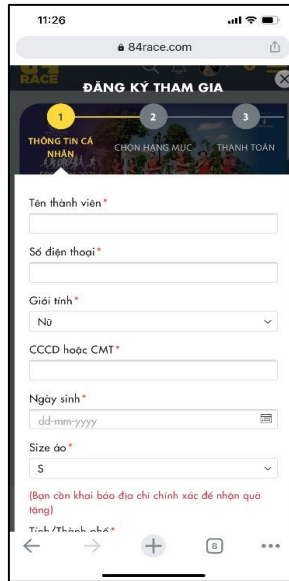 11:26
84race.com
RACE
ĐĂNG KÝ THAM GIA
1
2
3
THÔNG TIN CÁ
NHÂN
CHỌN HẠNG MỤC
THANH TOÁN
Tên thành viên*
Số điện thoại*
Giới tính*
Nữ
CCCD hoặc CMT*
Ngày sinh*
dd-mm-yyyy
Size áo*
S
(Bạn cần khai báo địa chỉ chính xác để nhận quà
tặng)
Tỉnh/Thành phố*
8